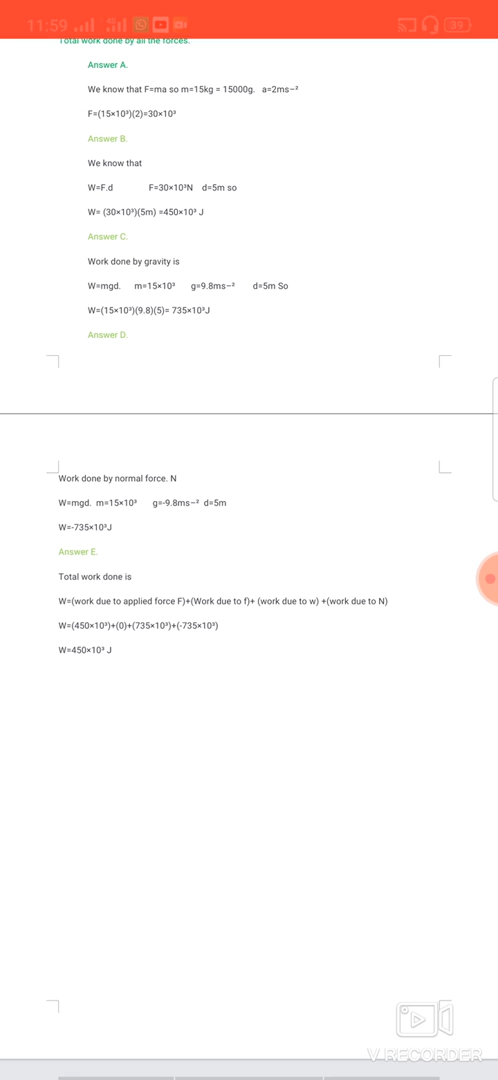 11:59
39
Total work done by all the forces.
Answer A.
We know that F=ma so m=15kg = 15000g. a=2ms−²
F=(15×10³)(2)=30×10³
Answer B.
We know that
W=F.d F=30×10³N d=5m so
W= (30×10³)(5m) =450×10³ J
Answer C.
Work done by gravity is
W=mgd. m=15×10³ g=9.8ms−² d=5m So
W=(15×10³)(9.8)(5)= 735×10³J
Answer D.
Work done by normal force. N
W=mgd. m=15×10³ g=-9.8ms−² d=5m
W=-735×10³J
Answer E.
Total work done is
W=(work due to applied force F)+(Work due to f)+ (work due to w) +(work due to N)
W=(450×10³)+(0)+(735×10³)+(-735×10³)
W=450×10³ J
V RECORDER